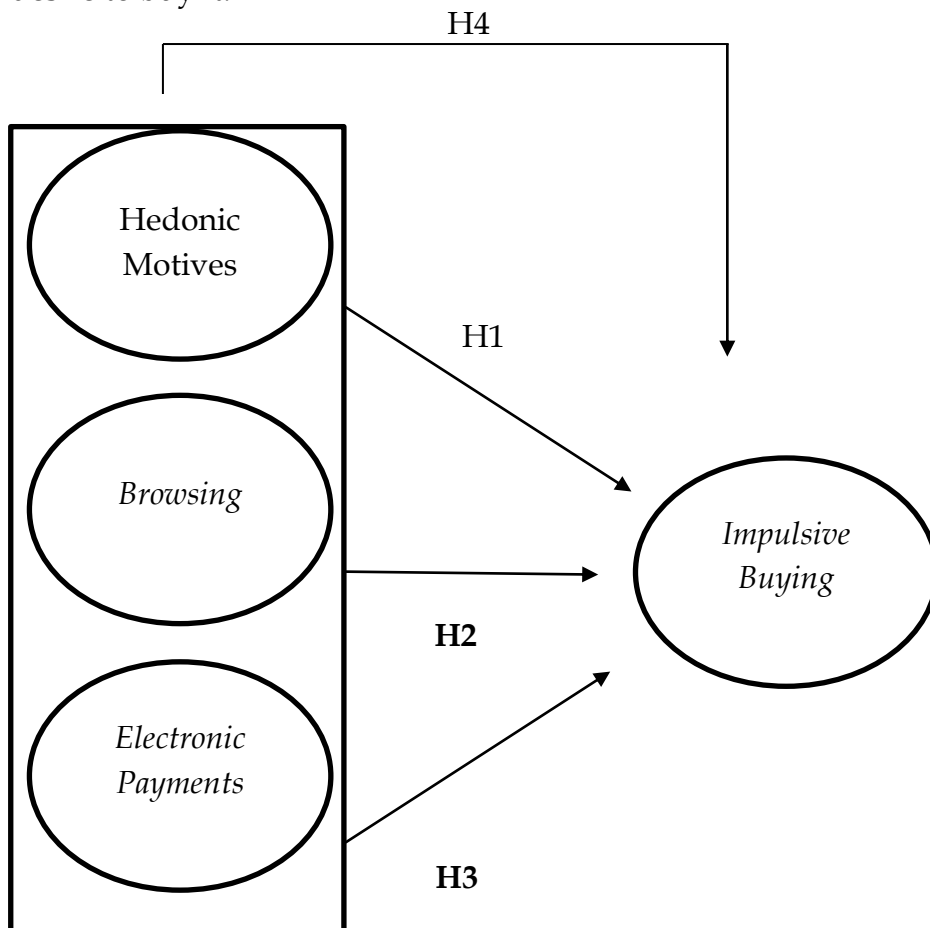 H4
Hedonic
Motives
H1
Browsing
Impulsive
Buying
H2
Electronic
Payments
H3